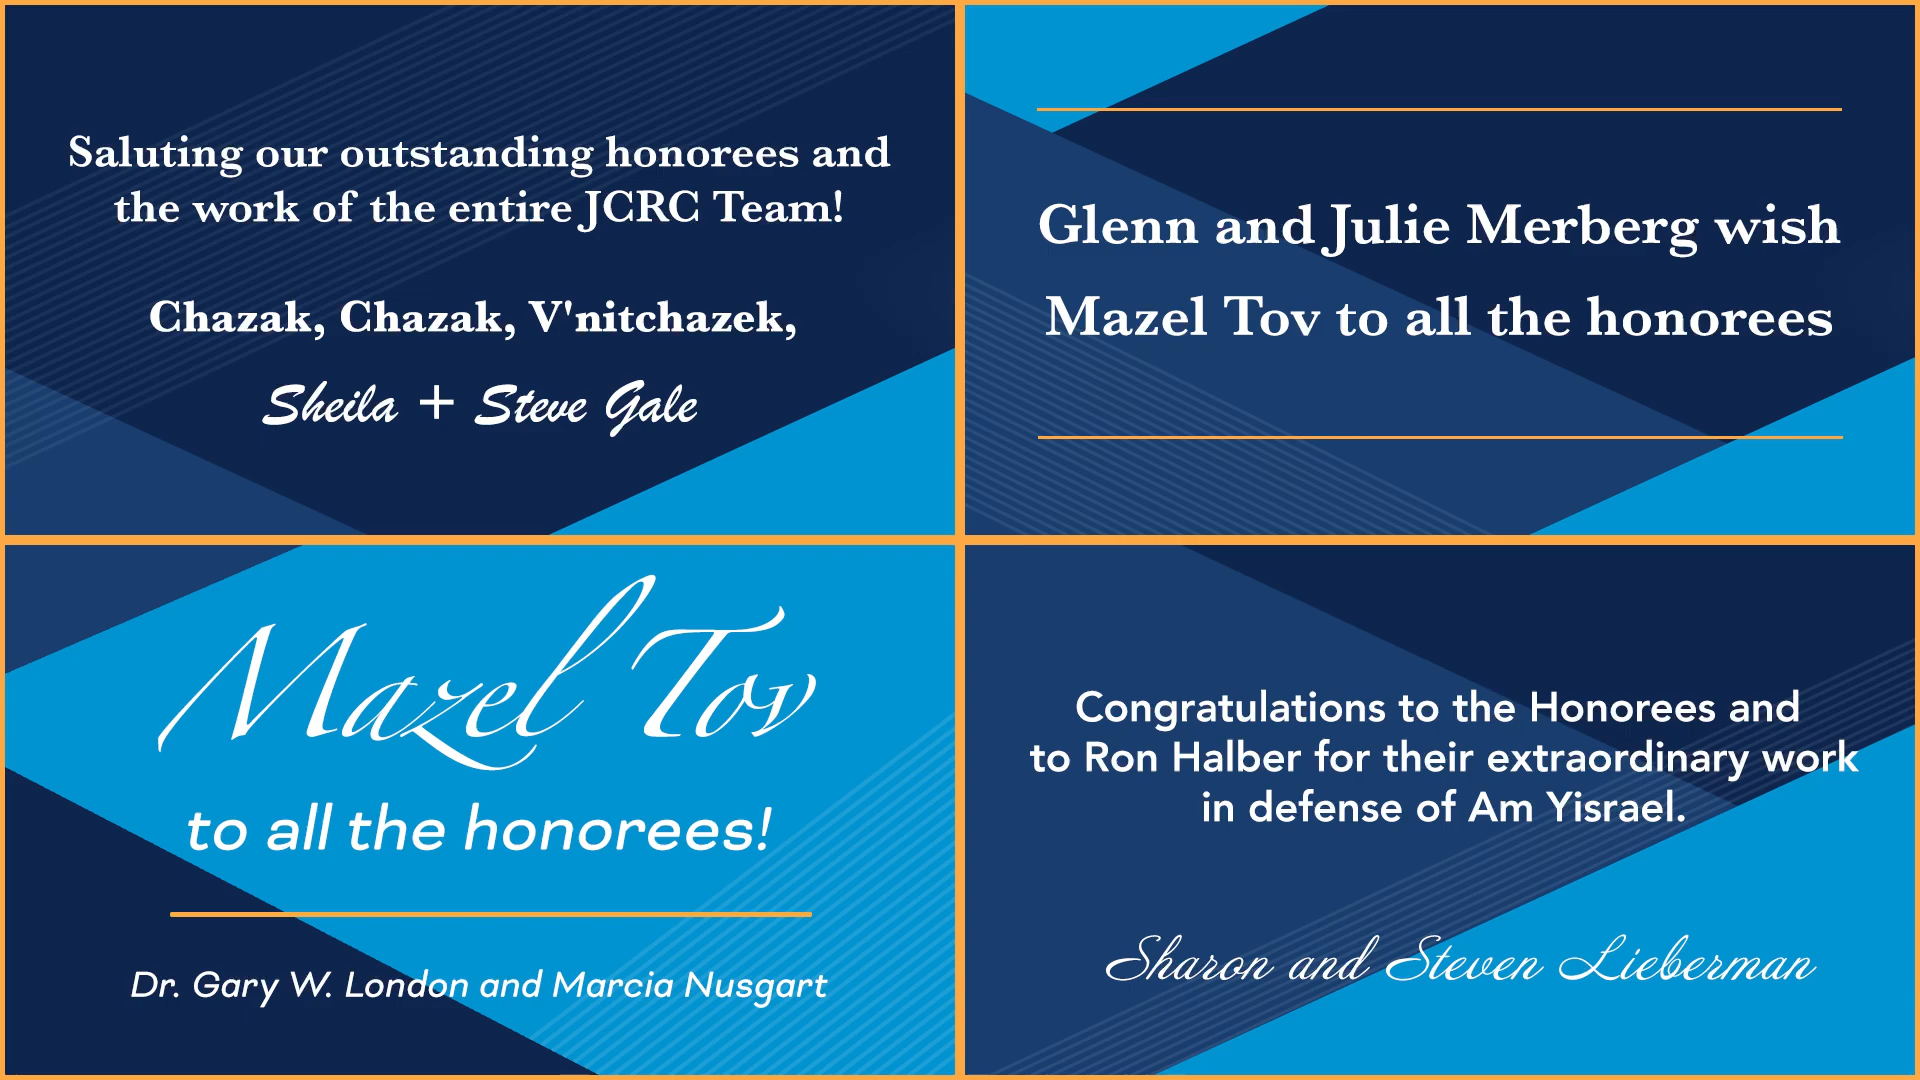 Saluting our outstanding honorees and
the work of the entire JCRC Team!
Chazak, Chazak, V'nitchazek,
Sheila + Steve Gale
Glenn and Julie Merberg wish
Mazel Tov to all the honorees
Mazel Tov
to all the honorees!
Dr. Gary W. London and Marcia Nusgart
Congratulations to the Honorees and
to Ron Halber for their extraordinary work
in defense of Am Yisrael.
Sharon and Steven Lieberman